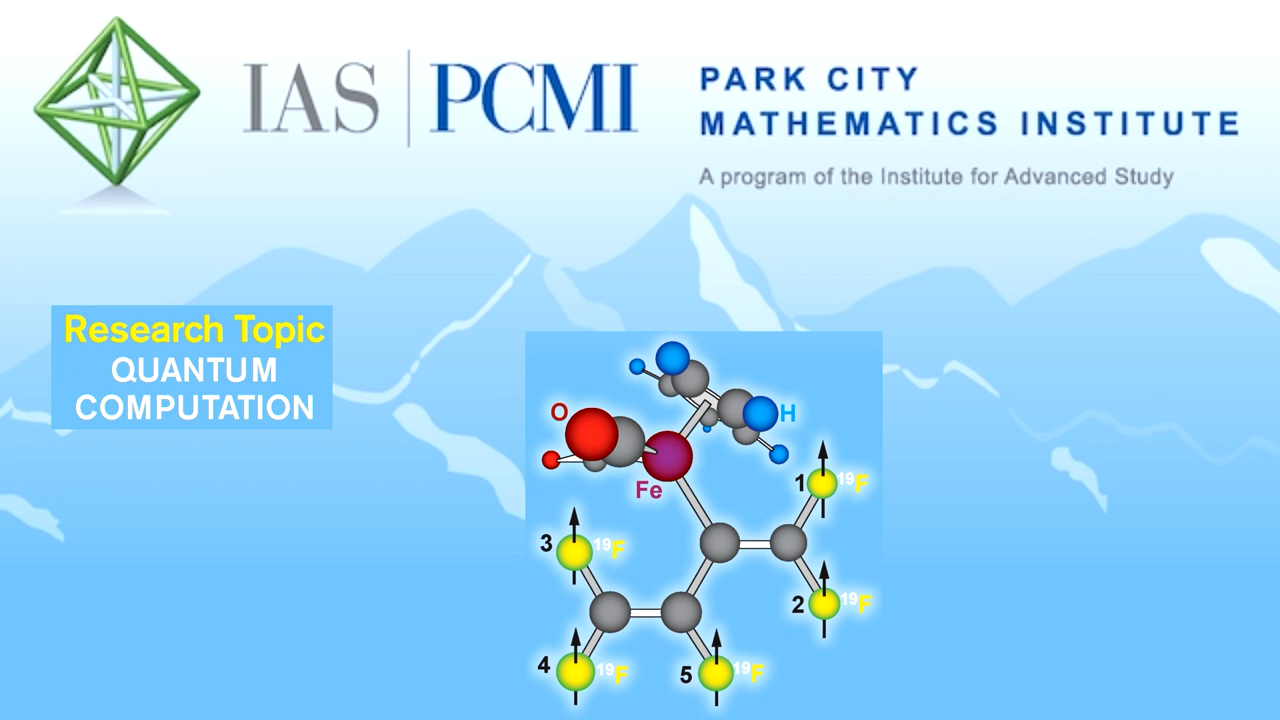 IAS | PCMI
PARK CITY
MATHEMATICS INSTITUTE
A program of the Institute for Advanced Study
Research Topic
QUANTUM
COMPUTATION
O
H
Fe
1 ¹⁹F
3 ¹⁹F
2 ¹⁹F
4 ¹⁹F
5 ¹⁹F